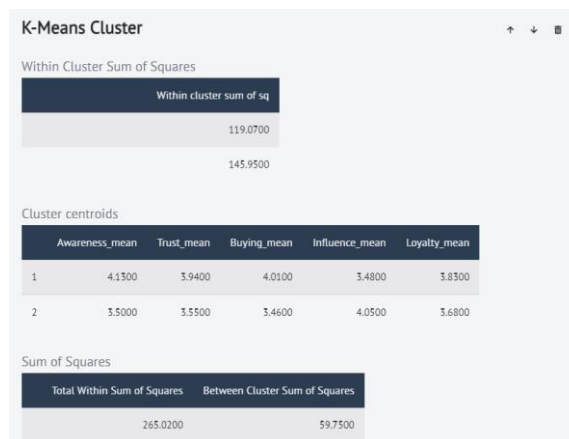 K-Means Cluster
Within Cluster Sum of Squares
Within cluster sum of sq
119.0700
145.9500
Cluster centroids
Awareness_mean Trust_mean Buying_mean Influence_mean Loyalty_mean
1 4.1300 3.9400 4.0100 3.4800 3.8300
2 3.5000 3.5500 3.4600 4.0500 3.6800
Sum of Squares
Total Within Sum of Squares Between Cluster Sum of Squares
265.0200 59.7500